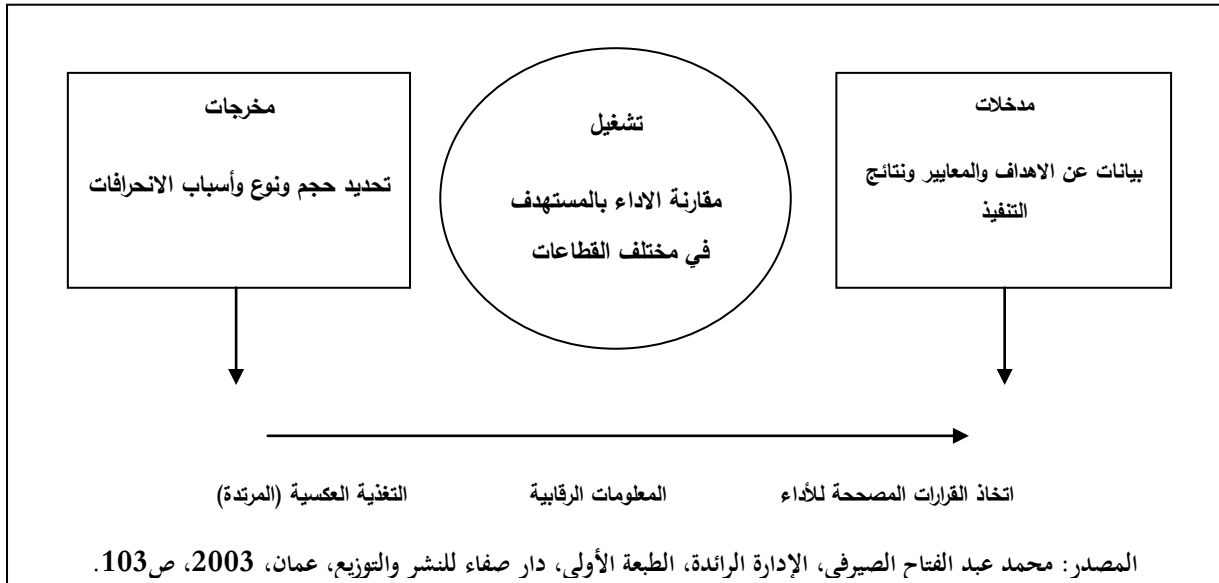 مدخلات
بيانات عن الاهداف والمعايير ونتائج
التنفيذ
تشغيل
مقارنة الاداء بالمستهدف
في مختلف القطاعات
مخرجات
تحديد حجم ونوع وأسباب الانحرافات
اتخاذ القرارات المصححة للأداء
المعلومات الرقابية
التغذية العكسية (المرتدة)
المصدر: محمد عبد الفتاح الصيرفي، الإدارة الرائدة، الطبعة الأولى، دار صفاء للنشر والتوزيع، عمان، 2003، ص103.